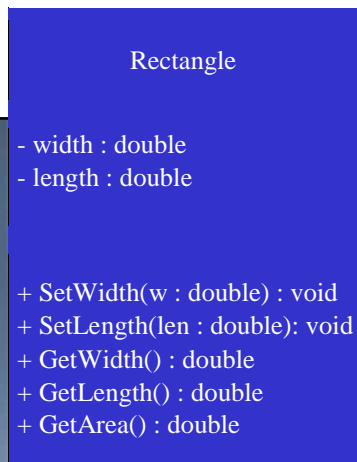 Rectangle
- width : double
- length : double
+ SetWidth(w : double) : void
+ SetLength(len : double): void
+ GetWidth() : double
+ GetLength() : double
+ GetArea() : double